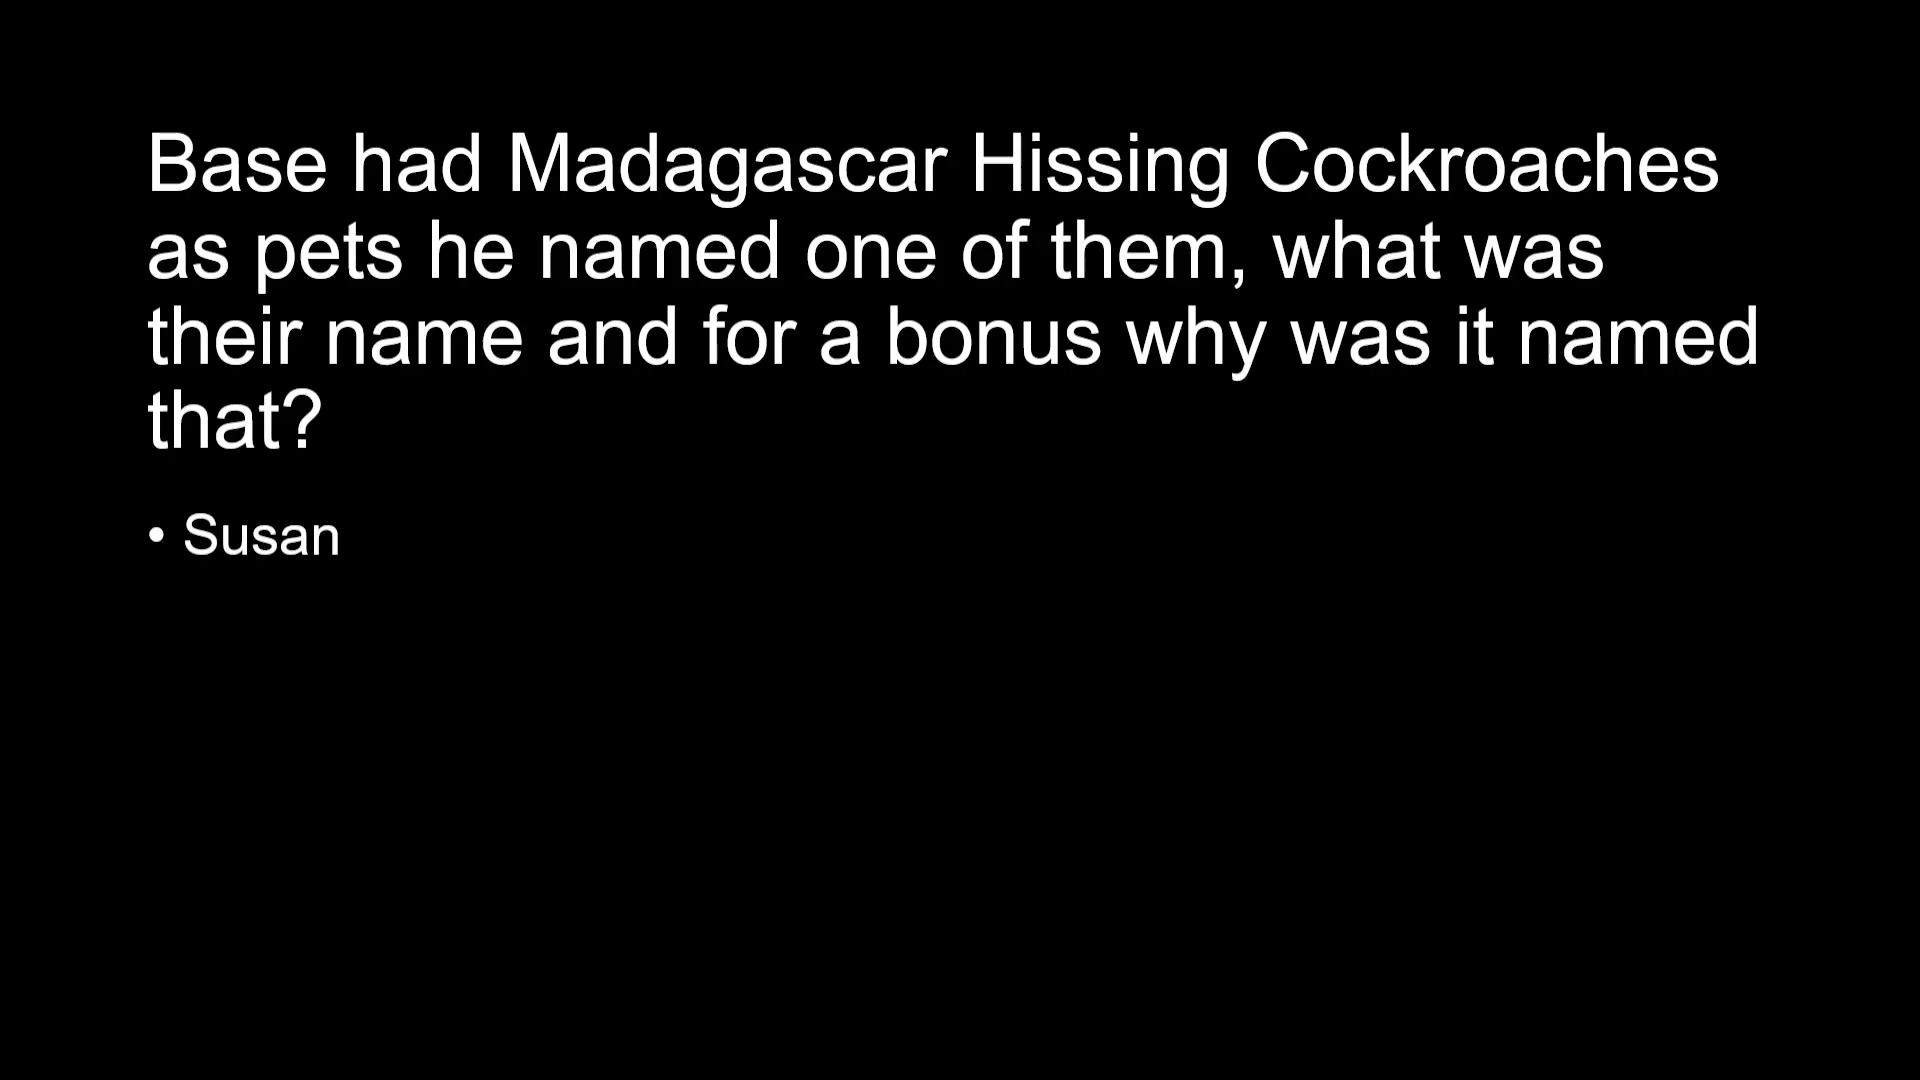 Base had Madagascar Hissing Cockroaches
as pets he named one of them, what was
their name and for a bonus why was it named
that?
• Susan